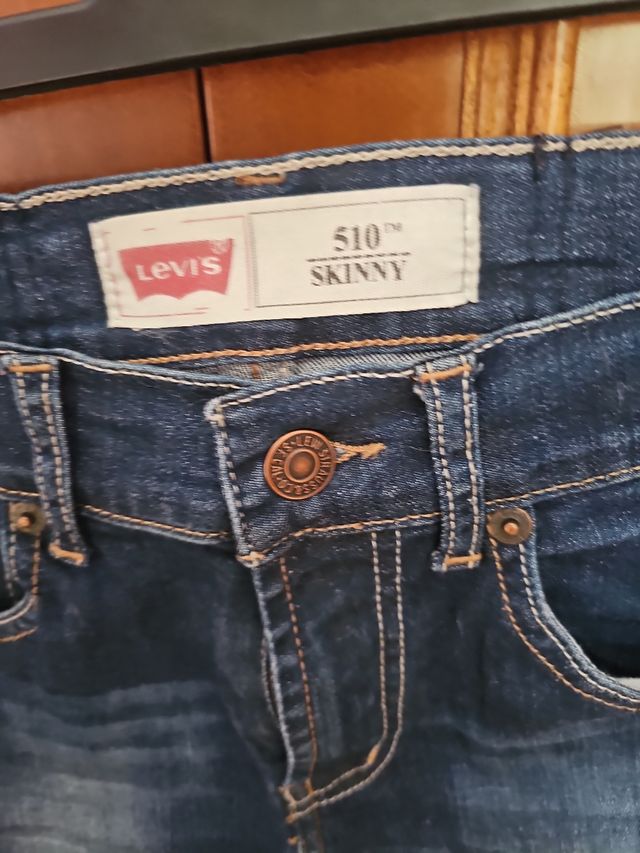 LEVI'S ®
510™
SKINNY
LEVI STRAUSS & CO